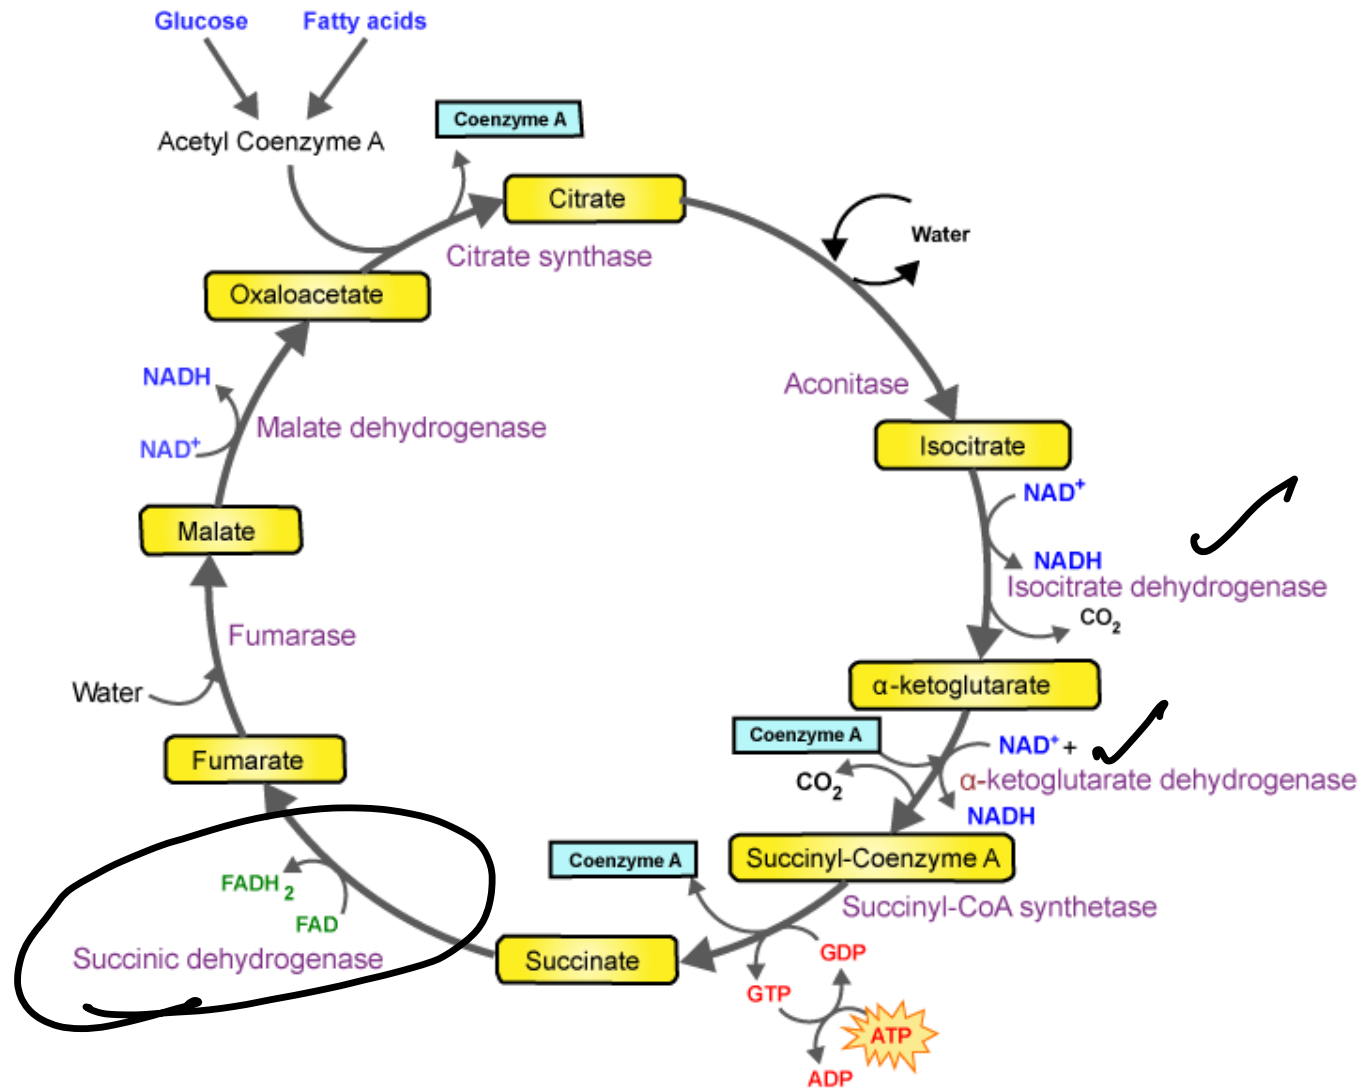 Glucose
Fatty acids
Acetyl Coenzyme A
Coenzyme A
Citrate
Water
Citrate synthase
Oxaloacetate
Aconitase
NADH
Malate dehydrogenase
NAD+
Isocitrate
NAD+
NADH
Isocitrate dehydrogenase
CO2
Malate
Fumarase
Water
α-ketoglutarate
Coenzyme A
NAD+ +
α-ketoglutarate dehydrogenase
CO2
NADH
Fumarate
Succinyl-Coenzyme A
Coenzyme A
Succinyl-CoA synthetase
FADH2
FAD
Succinic dehydrogenase
Succinate
GDP
GTP
ATP
ADP